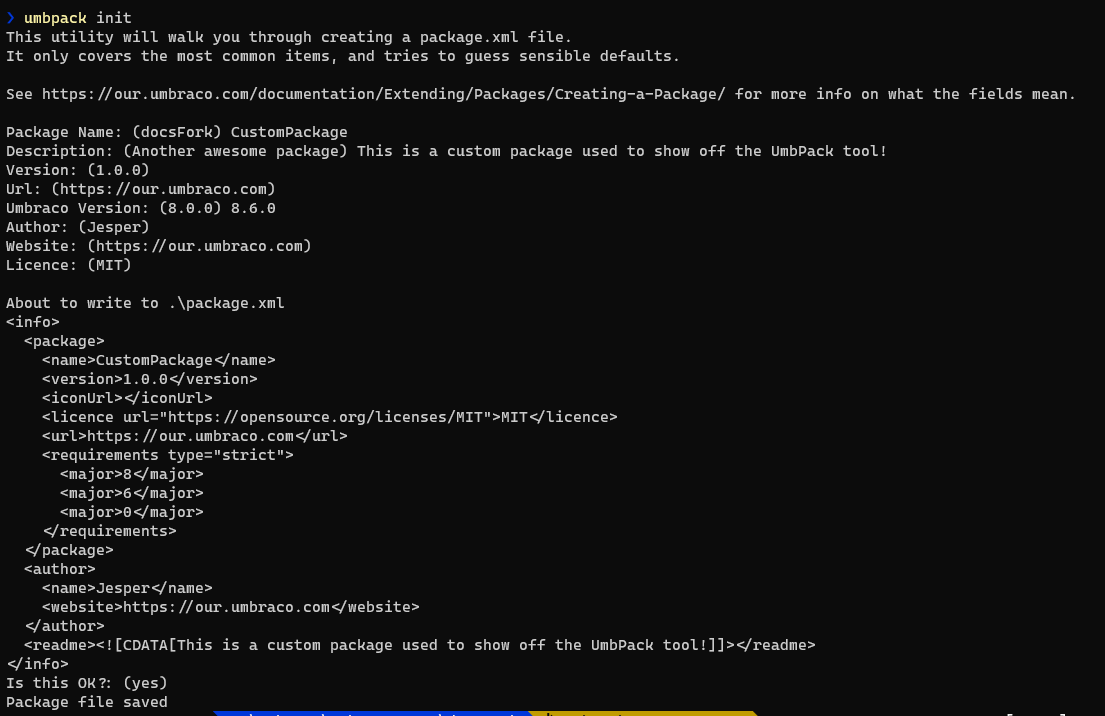 ❯ umbpack init
This utility will walk you through creating a package.xml file.
It only covers the most common items, and tries to guess sensible defaults.
See https://our.umbraco.com/documentation/Extending/Packages/Creating-a-Package/ for more info on what the fields mean.
Package Name: (docsFork) CustomPackage
Description: (Another awesome package) This is a custom package used to show off the UmbPack tool!
Version: (1.0.0)
Url: (https://our.umbraco.com)
Umbraco Version: (8.0.0) 8.6.0
Author: (Jesper)
Website: (https://our.umbraco.com)
Licence: (MIT)
About to write to .\package.xml
<info>
  <package>
    <name>CustomPackage</name>
    <version>1.0.0</version>
    <iconUrl></iconUrl>
    <licence url="https://opensource.org/licenses/MIT">MIT</licence>
    <url>https://our.umbraco.com</url>
    <requirements type="strict">
      <major>8</major>
      <major>6</major>
      <major>0</major>
    </requirements>
  </package>
  <author>
    <name>Jesper</name>
    <website>https://our.umbraco.com</website>
  </author>
  <readme><![CDATA[This is a custom package used to show off the UmbPack tool!]]></readme>
</info>
Is this OK?: (yes)
Package file saved